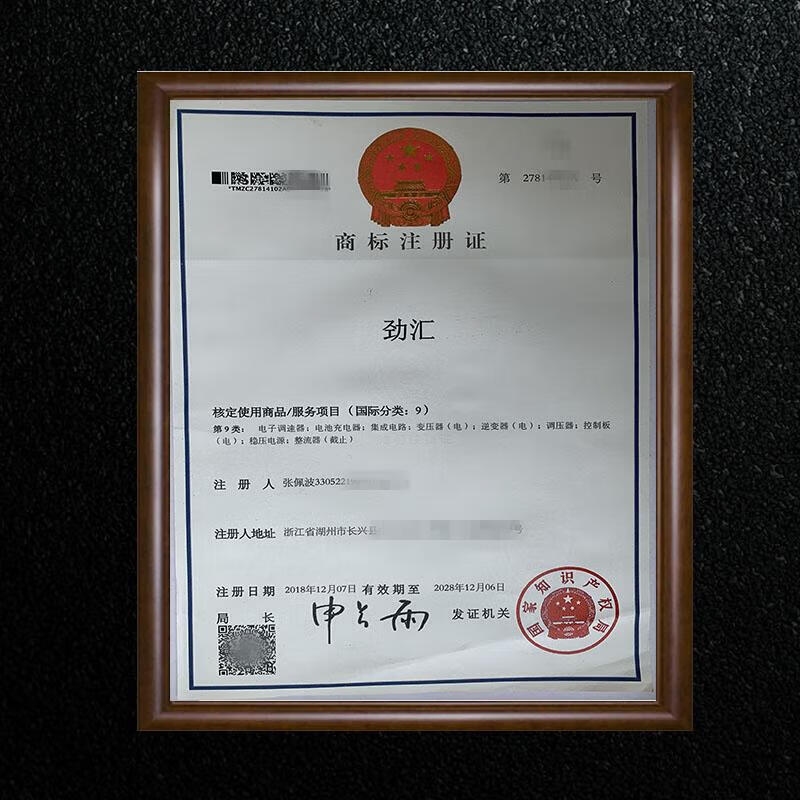 *TMZC27814102A
第 2781 号
商标注册证
劲汇
核定使用商品/服务项目（国际分类：9）
第9类：电子调速器；电池充电器；集成电路；变压器（电）；逆变器（电）；调压器；控制板
（电）；稳压电源；整流器（截止）
注册人 张佩波3305221
注册人地址 浙江省湖州市长兴县 号
注册日期 2018年12月07日 有效期至 2028年12月06日
局长 申长雨 发证机关
国家知识产权局